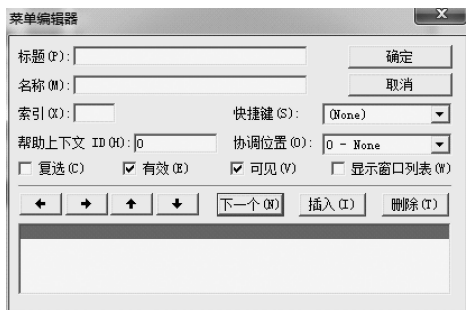 菜单编辑器
标题(P):
确定
名称(M):
取消
索引(X):
快捷键(S): (None)
帮助上下文 ID(H): 0
协调位置(O): 0 - None
复选(C) 有效(E) 可见(V) 显示窗口列表(W)
下一个(N) 插入(I) 删除(T)